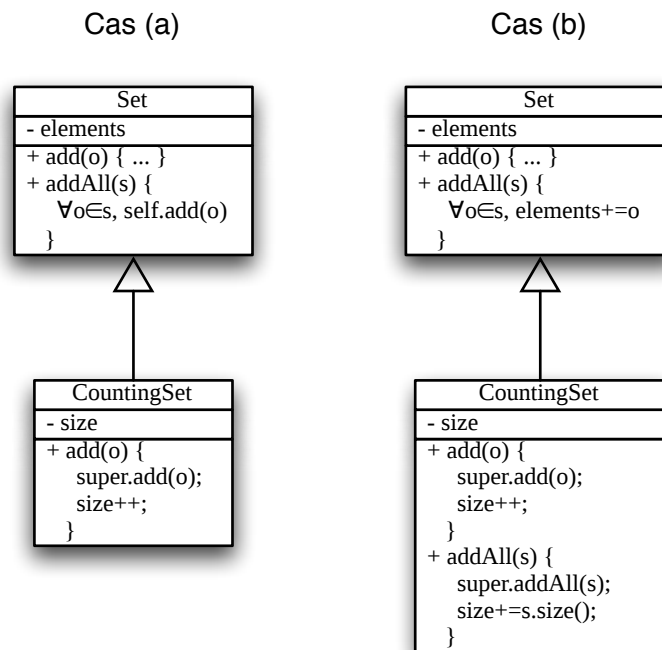 Cas (a)
Set
- elements
+ add(o) { ... }
+ addAll(s) {
∀o∈s, self.add(o)
}
CountingSet
- size
+ add(o) {
super.add(o);
size++;
}
Cas (b)
Set
- elements
+ add(o) { ... }
+ addAll(s) {
∀o∈s, elements+=o
}
CountingSet
- size
+ add(o) {
super.add(o);
size++;
}
+ addAll(s) {
super.addAll(s);
size+=s.size();
}